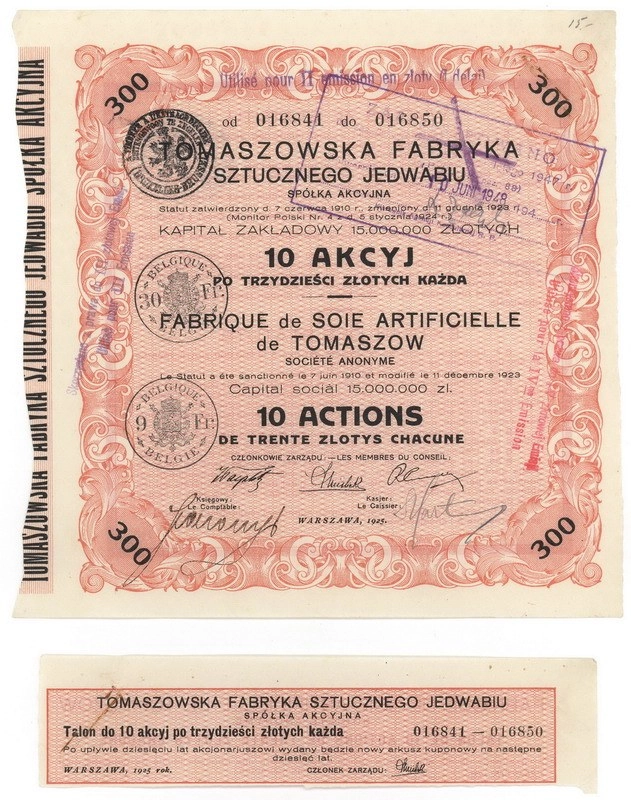 15.-
TOMASZOWSKA FABRYKA SZTUCZNEGO JEDWABIU SPÓŁKA AKCYJNA
300
300
Utilisé pour II émission en zloty
od 016841 do 016850
TOMASZOWSKA FABRYKA
SZTUCZNEGO JEDWABIU
SPÓŁKA AKCYJNA
Statut zatwierdzony d. 7 czerwca 1910 r., zmieniony d. 11 grudnia 1923 r.
(Monitor Polski Nr. 4 z d. 5 stycznia 1924 r.)
KAPITAŁ ZAKŁADOWY 15.000.000 ZŁOTYCH
10 JUNI 1948
10 AKCYJ
PO TRZYDZIEŚCI ZŁOTYCH KAŻDA
BELGIQUE
30 Fr.
BELGIE
FABRIQUE de SOIE ARTIFICIELLE
de TOMASZOW
SOCIÉTÉ ANONYME
Le Statut a été sanctionné le 7 juin 1910 et modifié le 11 décembre 1923
Capital social 15.000.000 zl.
BELGIQUE
9 Fr.
BELGIE
10 ACTIONS
DE TRENTE ZLOTYS CHACUNE
CZŁONKOWIE ZARZĄDU:—LES MEMBRES DU CONSEIL:
Księgowy: Kasjer:
Le Comptable: Le Caissier:
WARSZAWA, 1925.
300
300
TOMASZOWSKA FABRYKA SZTUCZNEGO JEDWABIU
SPÓŁKA AKCYJNA
Talon do 10 akcyj po trzydzieści złotych każda 016841 — 016850
Po upływie dziesięciu lat akcjonarjuszowi wydany będzie nowy arkusz kuponowy na następne
dziesięć lat.
WARSZAWA, 1925 rok. CZŁONEK ZARZĄDU: